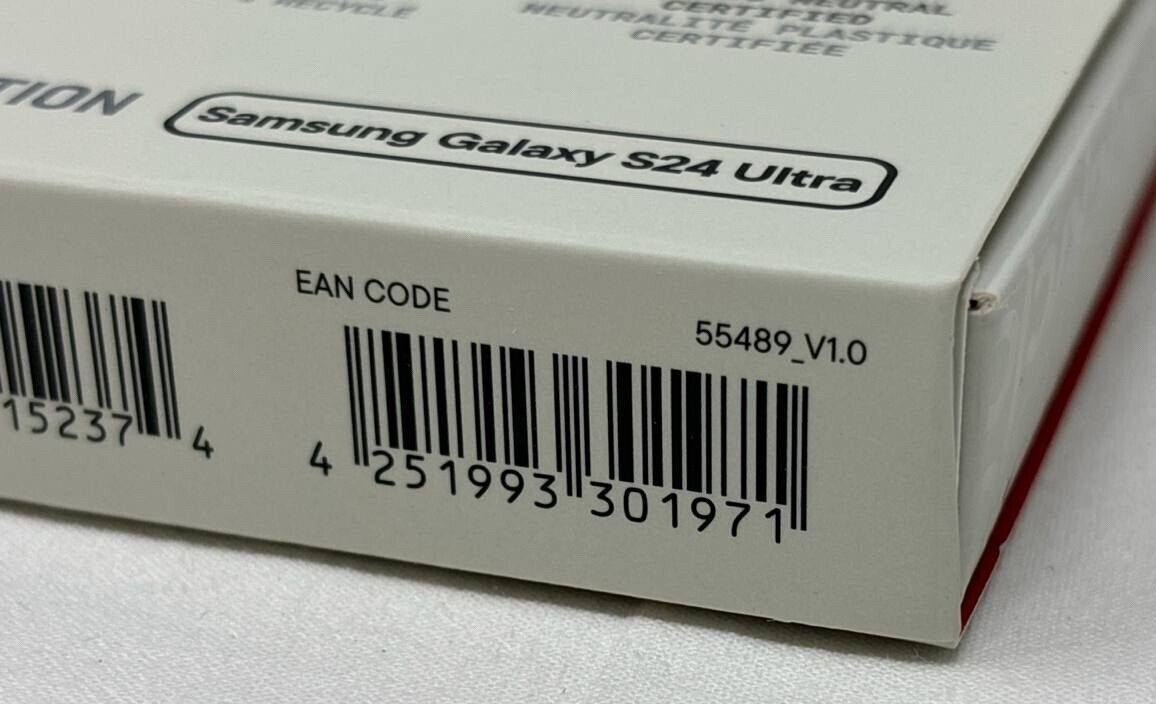 RECYCLE
NEUTRAL
CERTIFIED
NEUTRALITÉ PLASTIQUE
CERTIFIÉE
TION
Samsung Galaxy S24 Ultra
EAN CODE
55489_V1.0
15237 4
4 251993 301971